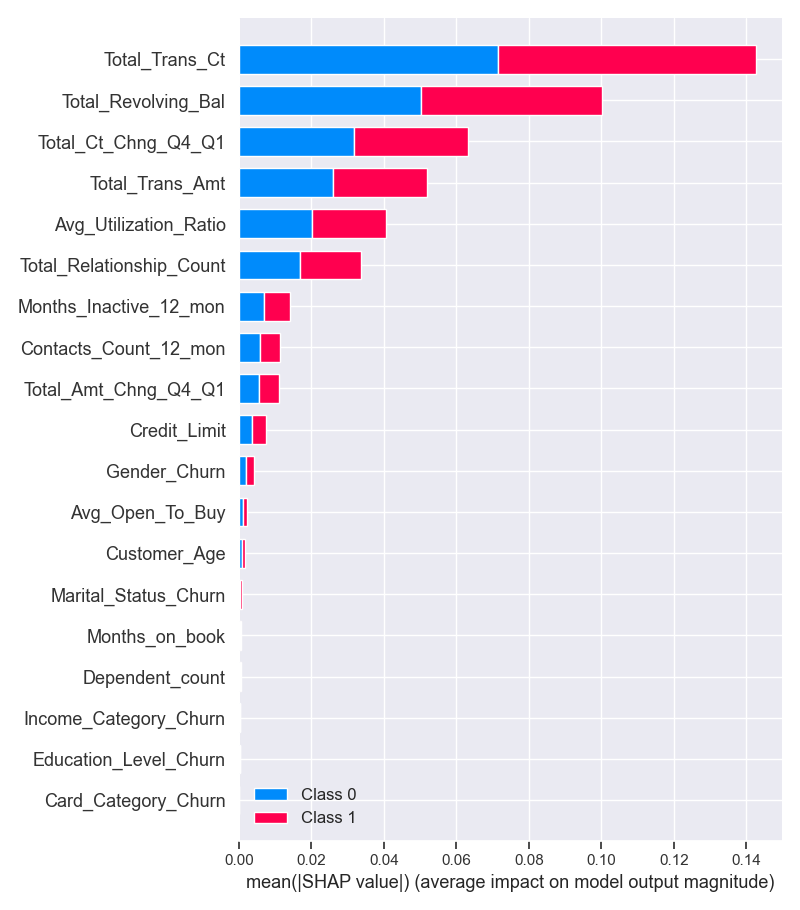 Total_Trans_Ct
Total_Revolving_Bal
Total_Ct_Chng_Q4_Q1
Total_Trans_Amt
Avg_Utilization_Ratio
Total_Relationship_Count
Months_Inactive_12_mon
Contacts_Count_12_mon
Total_Amt_Chng_Q4_Q1
Credit_Limit
Gender_Churn
Avg_Open_To_Buy
Customer_Age
Marital_Status_Churn
Months_on_book
Dependent_count
Income_Category_Churn
Education_Level_Churn
Card_Category_Churn
Class 0
Class 1
0.00 0.02 0.04 0.06 0.08 0.10 0.12 0.14
mean(|SHAP value|) (average impact on model output magnitude)